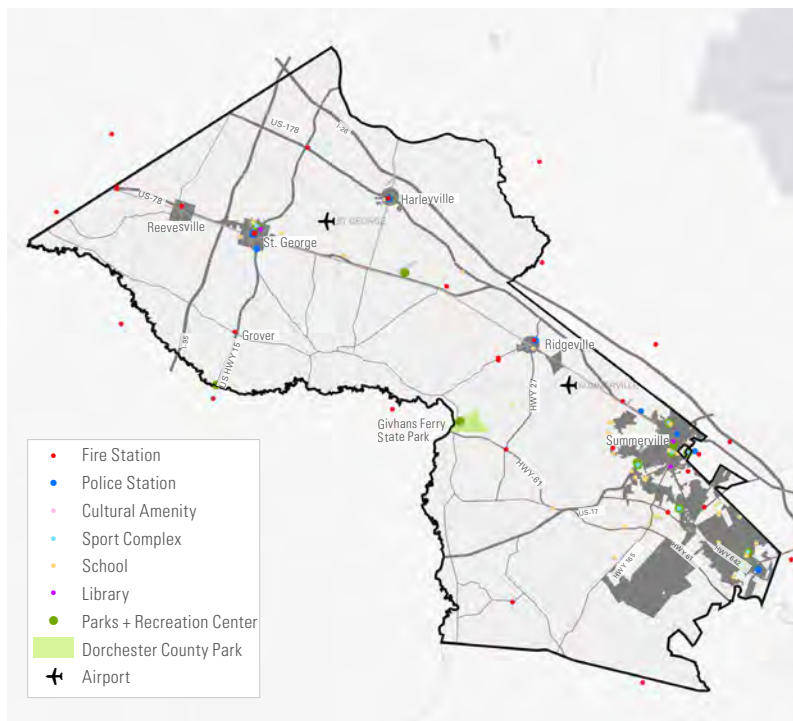 US-178
I-26
US-78
Harleyville
Reevesville
ST GEORGE
St. George
I-95
US HWY 15
Grover
Ridgeville
SUMMERVILLE
HWY 27
Givhans Ferry
State Park
Summerville
HWY-61
US-17
HWY 165
HWY-61
HWY 642
Fire Station
Police Station
Cultural Amenity
Sport Complex
School
Library
Parks + Recreation Center
Dorchester County Park
Airport